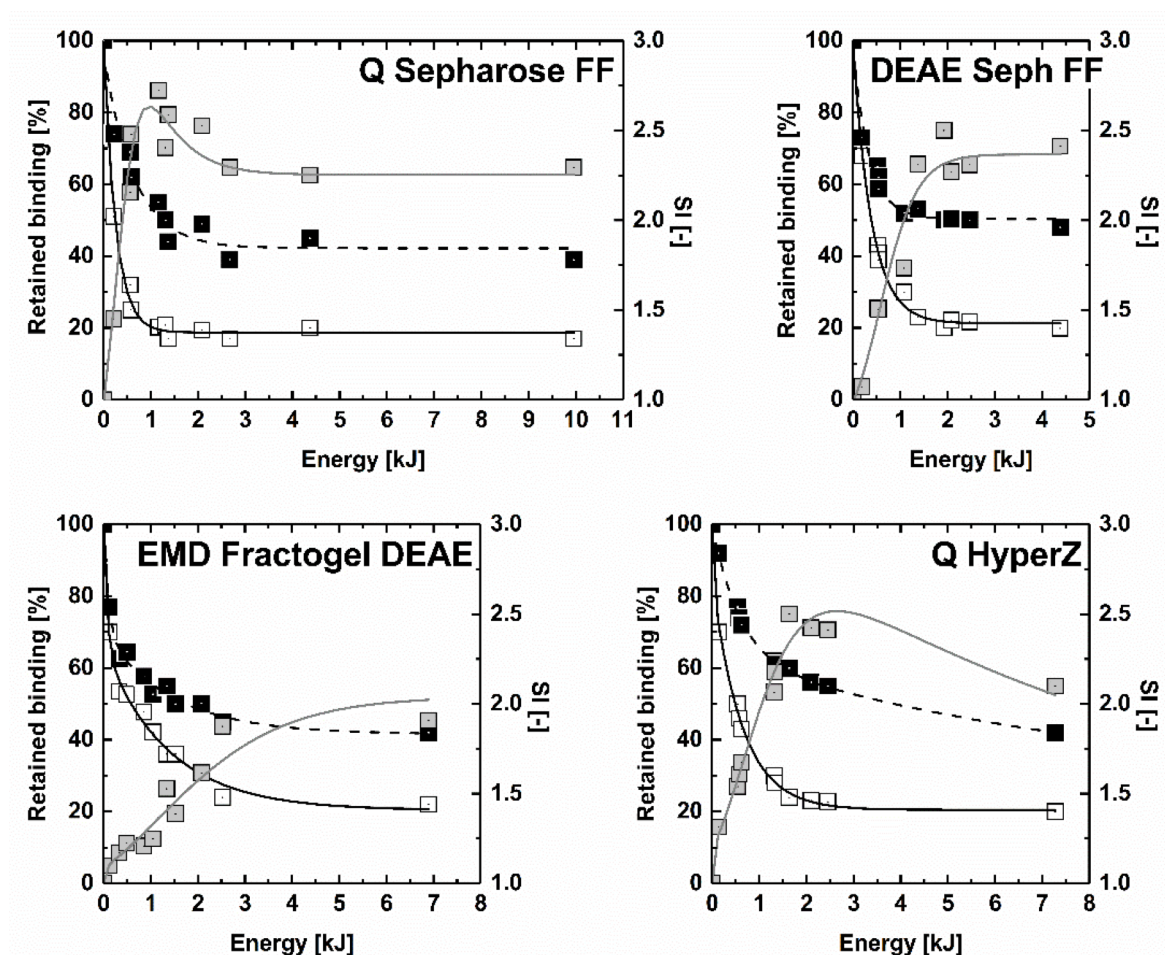 Q Sepharose FF
Retained binding [%]
100
80
60
40
20
0
3.0
2.5
2.0
1.5
1.0
SI [-]
0 1 2 3 4 5 6 7 8 9 10 11
Energy [kJ]
DEAE Seph FF
Retained binding [%]
100
80
60
40
20
0
3.0
2.5
2.0
1.5
1.0
SI [-]
0 1 2 3 4 5
Energy [kJ]
EMD Fractogel DEAE
Retained binding [%]
100
80
60
40
20
0
3.0
2.5
2.0
1.5
1.0
SI [-]
0 1 2 3 4 5 6 7 8
Energy [kJ]
Q HyperZ
Retained binding [%]
100
80
60
40
20
0
3.0
2.5
2.0
1.5
1.0
SI [-]
0 1 2 3 4 5 6 7 8
Energy [kJ]